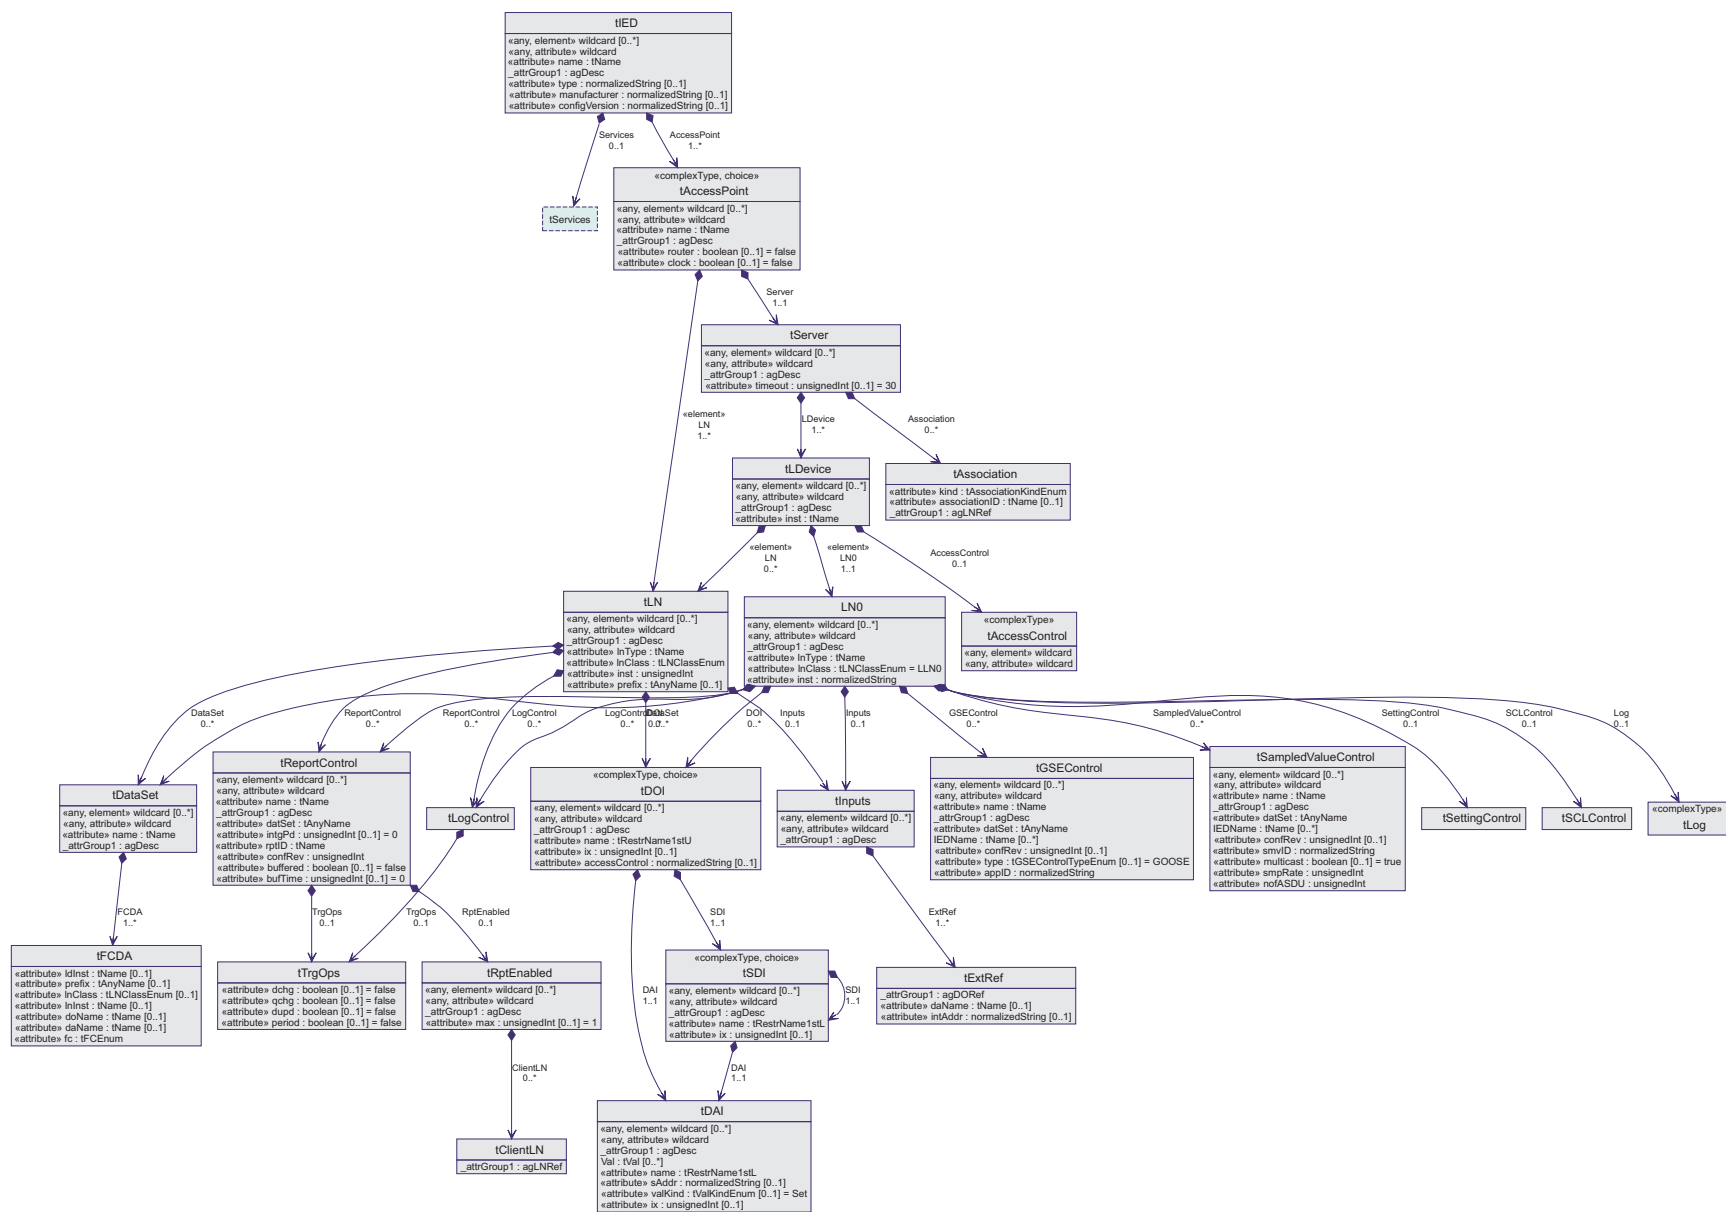 tIED
«any, element» wildcard [0..*]
«any, attribute» wildcard
«attribute» name : tName
_attrGroup1 : agDesc
«attribute» type : normalizedString [0..1]
«attribute» manufacturer : normalizedString [0..1]
«attribute» configVersion : normalizedString [0..1]
Services
0..1
AccessPoint
1..*
tServices
«complexType, choice»
tAccessPoint
«any, element» wildcard [0..*]
«any, attribute» wildcard
«attribute» name : tName
_attrGroup1 : agDesc
«attribute» router : boolean [0..1] = false
«attribute» clock : boolean [0..1] = false
Server
1..1
tServer
«any, element» wildcard [0..*]
«any, attribute» wildcard
_attrGroup1 : agDesc
«attribute» timeout : unsignedInt [0..1] = 30
«element»
LN
1..*
LDevice
1..*
Association
0..*
tLDevice
«any, element» wildcard [0..*]
«any, attribute» wildcard
_attrGroup1 : agDesc
«attribute» inst : tName
tAssociation
«attribute» kind : tAssociationKindEnum
«attribute» associationID : tName [0..1]
_attrGroup1 : agLNRef
«element»
LN
0..*
«element»
LN0
1..1
AccessControl
0..1
tLN
«any, element» wildcard [0..*]
«any, attribute» wildcard
_attrGroup1 : agDesc
«attribute» lnType : tName
«attribute» lnClass : tLNClassEnum
«attribute» inst : unsignedInt
«attribute» prefix : tAnyName [0..1]
LN0
«any, element» wildcard [0..*]
«any, attribute» wildcard
_attrGroup1 : agDesc
«attribute» lnType : tName
«attribute» lnClass : tLNClassEnum = LLN0
«attribute» inst : normalizedString
«complexType»
tAccessControl
«any, element» wildcard
«any, attribute» wildcard
DataSet
0..*
ReportControl
0..*
ReportControl
0..*
LogControl
0..*
LogControl
0..*
DOI
0..*
DataSet
0..*
DOI
0..*
Inputs
0..1
Inputs
0..1
GSEControl
0..*
SampledValueControl
0..*
SettingControl
0..1
SCLControl
0..1
Log
0..1
tDataSet
«any, element» wildcard [0..*]
«any, attribute» wildcard
«attribute» name : tName
_attrGroup1 : agDesc
tReportControl
«any, element» wildcard [0..*]
«any, attribute» wildcard
«attribute» name : tName
_attrGroup1 : agDesc
«attribute» datSet : tAnyName
«attribute» intgPd : unsignedInt [0..1] = 0
«attribute» rptID : tName
«attribute» confRev : unsignedInt
«attribute» buffered : boolean [0..1] = false
«attribute» bufTime : unsignedInt [0..1] = 0
tLogControl
«complexType, choice»
tDOI
«any, element» wildcard [0..*]
«any, attribute» wildcard
_attrGroup1 : agDesc
«attribute» name : tRestrName1stU
«attribute» ix : unsignedInt [0..1]
«attribute» accessControl : normalizedString [0..1]
tInputs
«any, element» wildcard [0..*]
«any, attribute» wildcard
_attrGroup1 : agDesc
tGSEControl
«any, element» wildcard [0..*]
«any, attribute» wildcard
«attribute» name : tName
_attrGroup1 : agDesc
«attribute» datSet : tAnyName
IEDName : tName [0..*]
«attribute» confRev : unsignedInt [0..1]
«attribute» type : tGSEControlTypeEnum [0..1] = GOOSE
«attribute» appID : normalizedString
tSampledValueControl
«any, element» wildcard [0..*]
«any, attribute» wildcard
«attribute» name : tName
_attrGroup1 : agDesc
«attribute» datSet : tAnyName
IEDName : tName [0..*]
«attribute» confRev : unsignedInt [0..1]
«attribute» smvID : normalizedString
«attribute» multicast : boolean [0..1] = true
«attribute» smpRate : unsignedInt
«attribute» nofASDU : unsignedInt
tSettingControl
tSCLControl
«complexType»
tLog
FCDA
1..*
TrgOps
0..1
TrgOps
0..1
RptEnabled
0..1
SDI
1..1
ExtRef
1..*
tFCDA
«attribute» ldInst : tName [0..1]
«attribute» prefix : tAnyName [0..1]
«attribute» lnClass : tLNClassEnum [0..1]
«attribute» lnInst : tName [0..1]
«attribute» doName : tName [0..1]
«attribute» daName : tName [0..1]
«attribute» fc : tFCEnum
tTrgOps
«attribute» dchg : boolean [0..1] = false
«attribute» qchg : boolean [0..1] = false
«attribute» dupd : boolean [0..1] = false
«attribute» period : boolean [0..1] = false
tRptEnabled
«any, element» wildcard [0..*]
«any, attribute» wildcard
_attrGroup1 : agDesc
«attribute» max : unsignedInt [0..1] = 1
DAI
1..1
«complexType, choice»
tSDI
«any, element» wildcard [0..*]
«any, attribute» wildcard
_attrGroup1 : agDesc
«attribute» name : tRestrName1stL
«attribute» ix : unsignedInt [0..1]
SDI
1..1
tExtRef
_attrGroup1 : agDORef
«attribute» daName : tName [0..1]
«attribute» intAddr : normalizedString [0..1]
ClientLN
0..*
DAI
1..1
tClientLN
_attrGroup1 : agLNRef
tDAI
«any, element» wildcard [0..*]
«any, attribute» wildcard
_attrGroup1 : agDesc
Val : tVal [0..*]
«attribute» name : tRestrName1stL
«attribute» sAddr : normalizedString [0..1]
«attribute» valKind : tValKindEnum [0..1] = Set
«attribute» ix : unsignedInt [0..1]